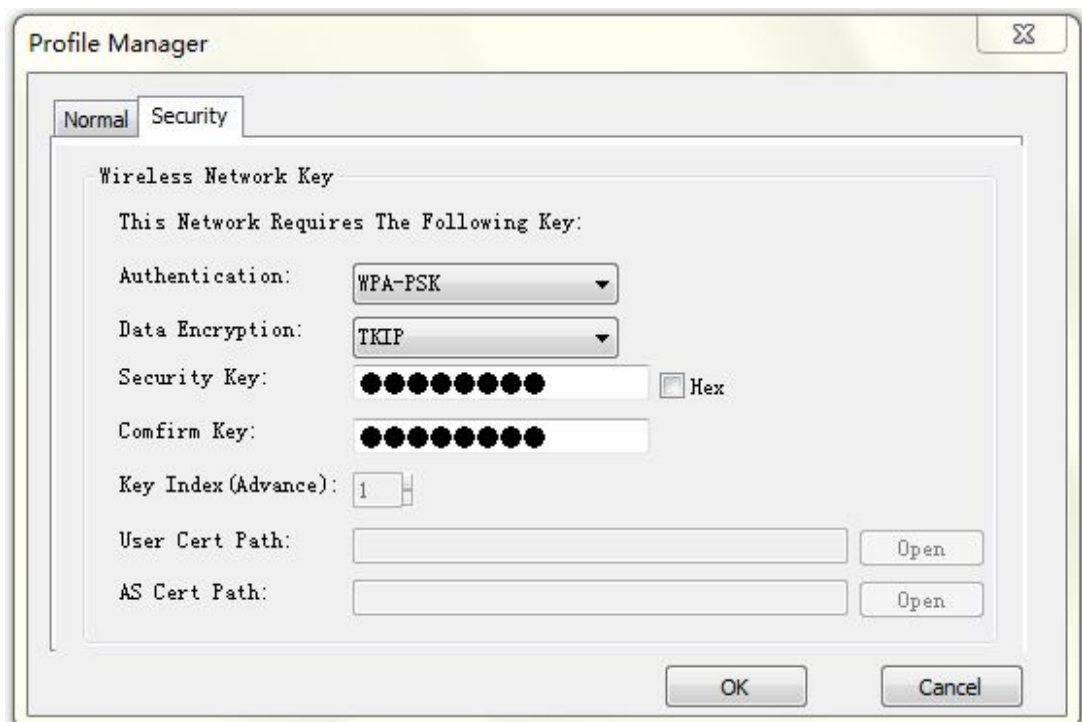 Profile Manager
Normal Security
Wireless Network Key
This Network Requires The Following Key:
Authentication: WPA-PSK
Data Encryption: TKIP
Security Key: ●●●●●●●● Hex
Comfirm Key: ●●●●●●●●
Key Index(Advance): 1
User Cert Path: Open
AS Cert Path: Open
OK Cancel